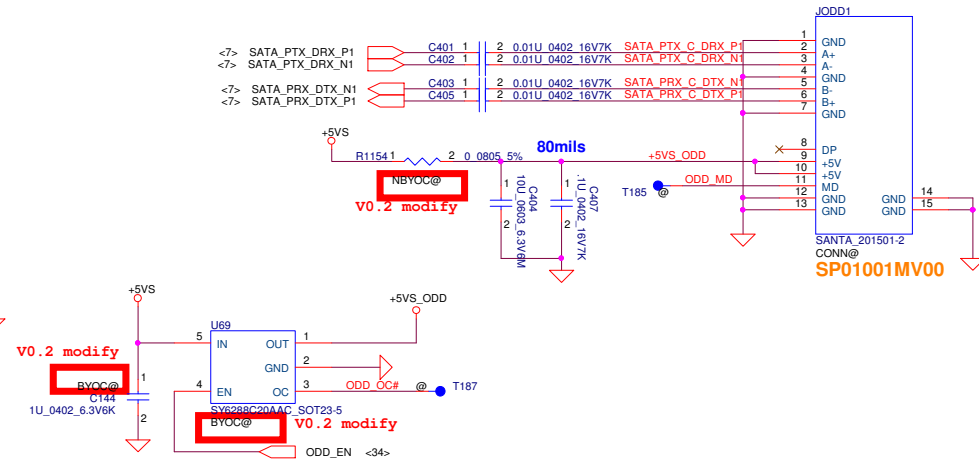 JODD1
<7> SATA_PTX_DRX_P1 C401 1 2 0.01U_0402_16V7K SATA_PTX_C_DRX_P1
<7> SATA_PTX_DRX_N1 C402 1 2 0.01U_0402_16V7K SATA_PTX_C_DRX_N1
<7> SATA_PRX_DTX_N1 C403 1 2 0.01U_0402_16V7K SATA_PRX_C_DTX_N1
<7> SATA_PRX_DTX_P1 C405 1 2 0.01U_0402_16V7K SATA_PRX_C_DTX_P1
1 GND
2 A+
3 A-
4 GND
5 B-
6 B+
7 GND
8 DP
9 +5V
10 +5V
11 MD
12 GND GND 14
13 GND GND 15
SANTA_201501-2
CONN@
SP01001MV00
+5VS
R1154 1 2 0_0805_5%
80mils
+5VS_ODD
NBYOC@
V0.2 modify
1
C404
10U_0603_6.3V6M
2
1
C407
.1U_0402_16V7K
2
T185 @ ODD_MD
+5VS
+5VS_ODD
U69
5 IN OUT 1
GND 2
4 EN OC 3
ODD_OC# @ T187
SY6288C20AAC_SOT23-5
BYOC@
V0.2 modify
V0.2 modify
BYOC@
1
C144
1U_0402_6.3V6K
2
ODD_EN <34>